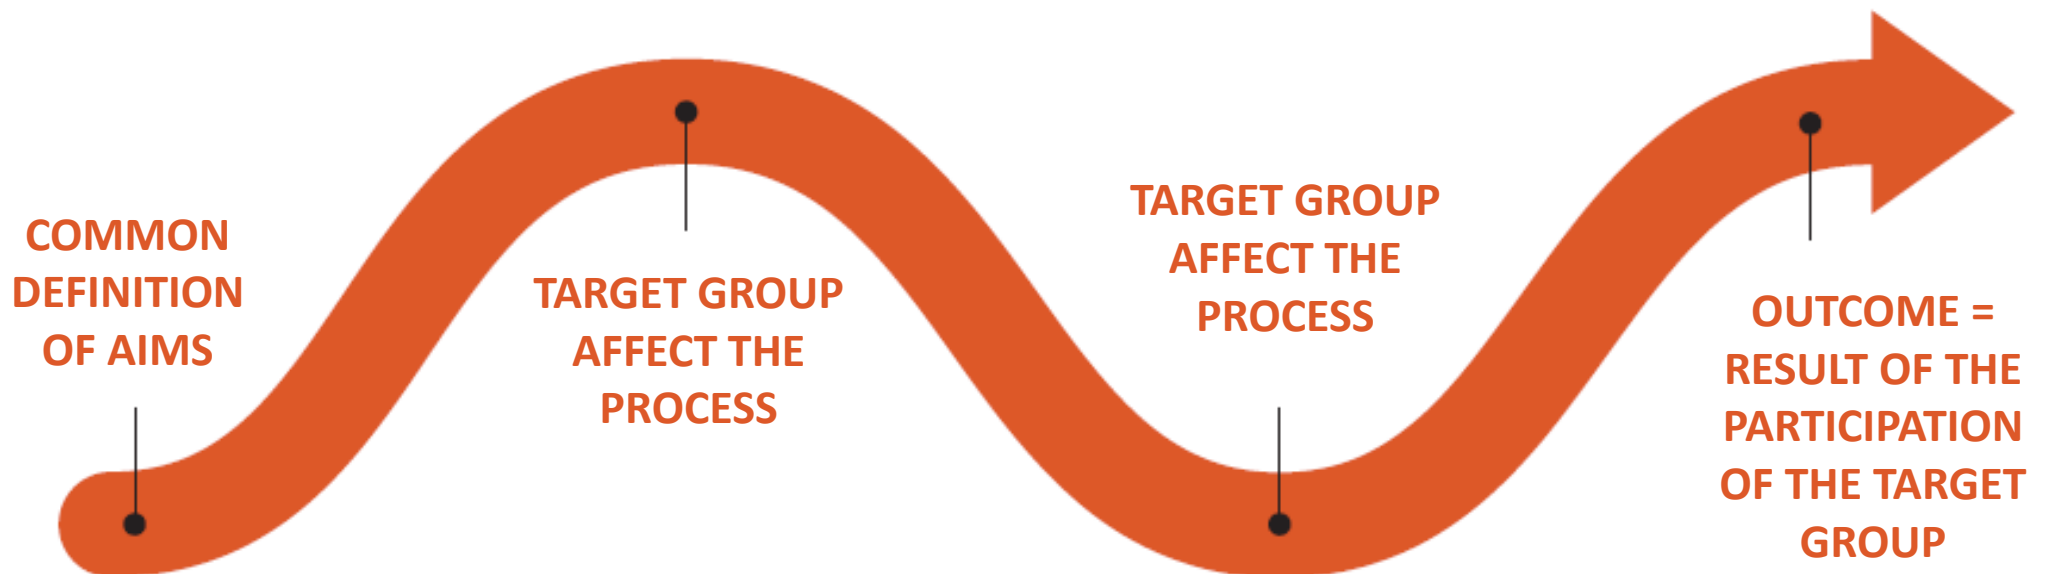 COMMON
DEFINITION
OF AIMS
TARGET GROUP
AFFECT THE
PROCESS
TARGET GROUP
AFFECT THE
PROCESS
OUTCOME =
RESULT OF THE
PARTICIPATION
OF THE TARGET
GROUP